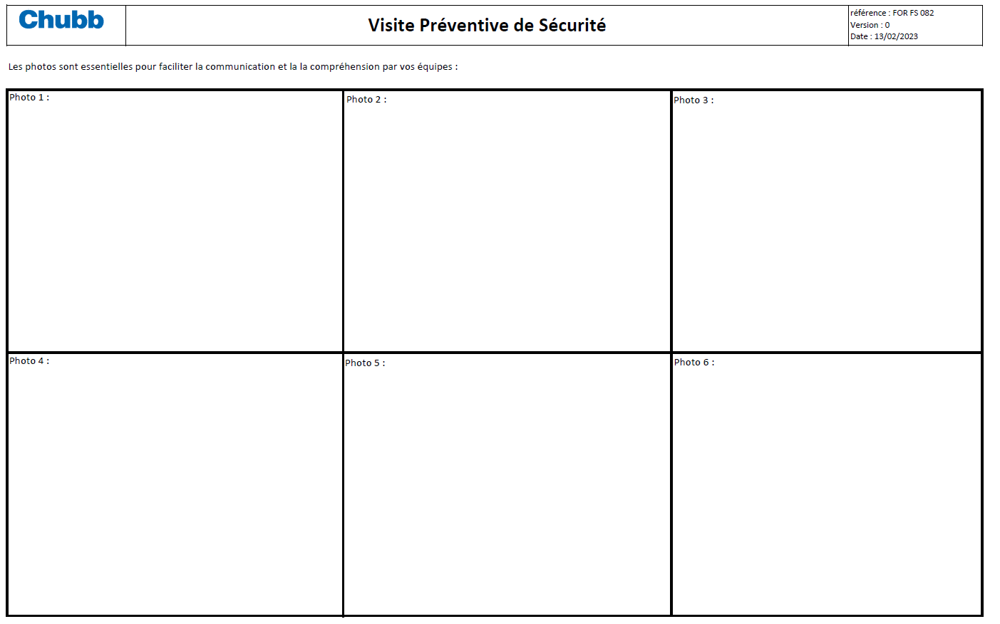 Chubb
Visite Préventive de Sécurité
référence : FOR FS 082
Version : 0
Date : 13/02/2023
Les photos sont essentielles pour faciliter la communication et la la compréhension par vos équipes :
Photo 1 :
Photo 2 :
Photo 3 :
Photo 4 :
Photo 5 :
Photo 6 :